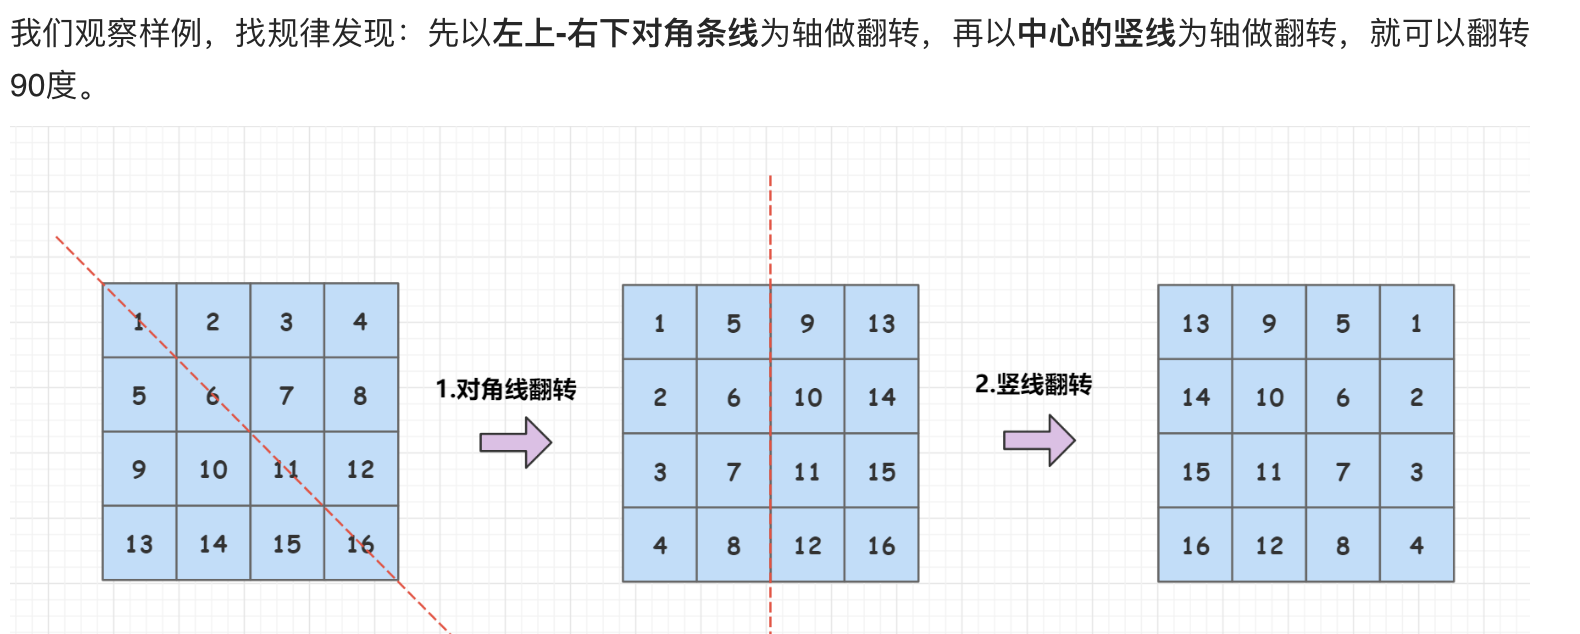 我们观察样例，找规律发现：先以左上-右下对角条线为轴做翻转，再以中心的竖线为轴做翻转，就可以翻转
90度。
1 2 3 4
5 6 7 8
9 10 11 12
13 14 15 16
1.对角线翻转
1 5 9 13
2 6 10 14
3 7 11 15
4 8 12 16
2.竖线翻转
13 9 5 1
14 10 6 2
15 11 7 3
16 12 8 4